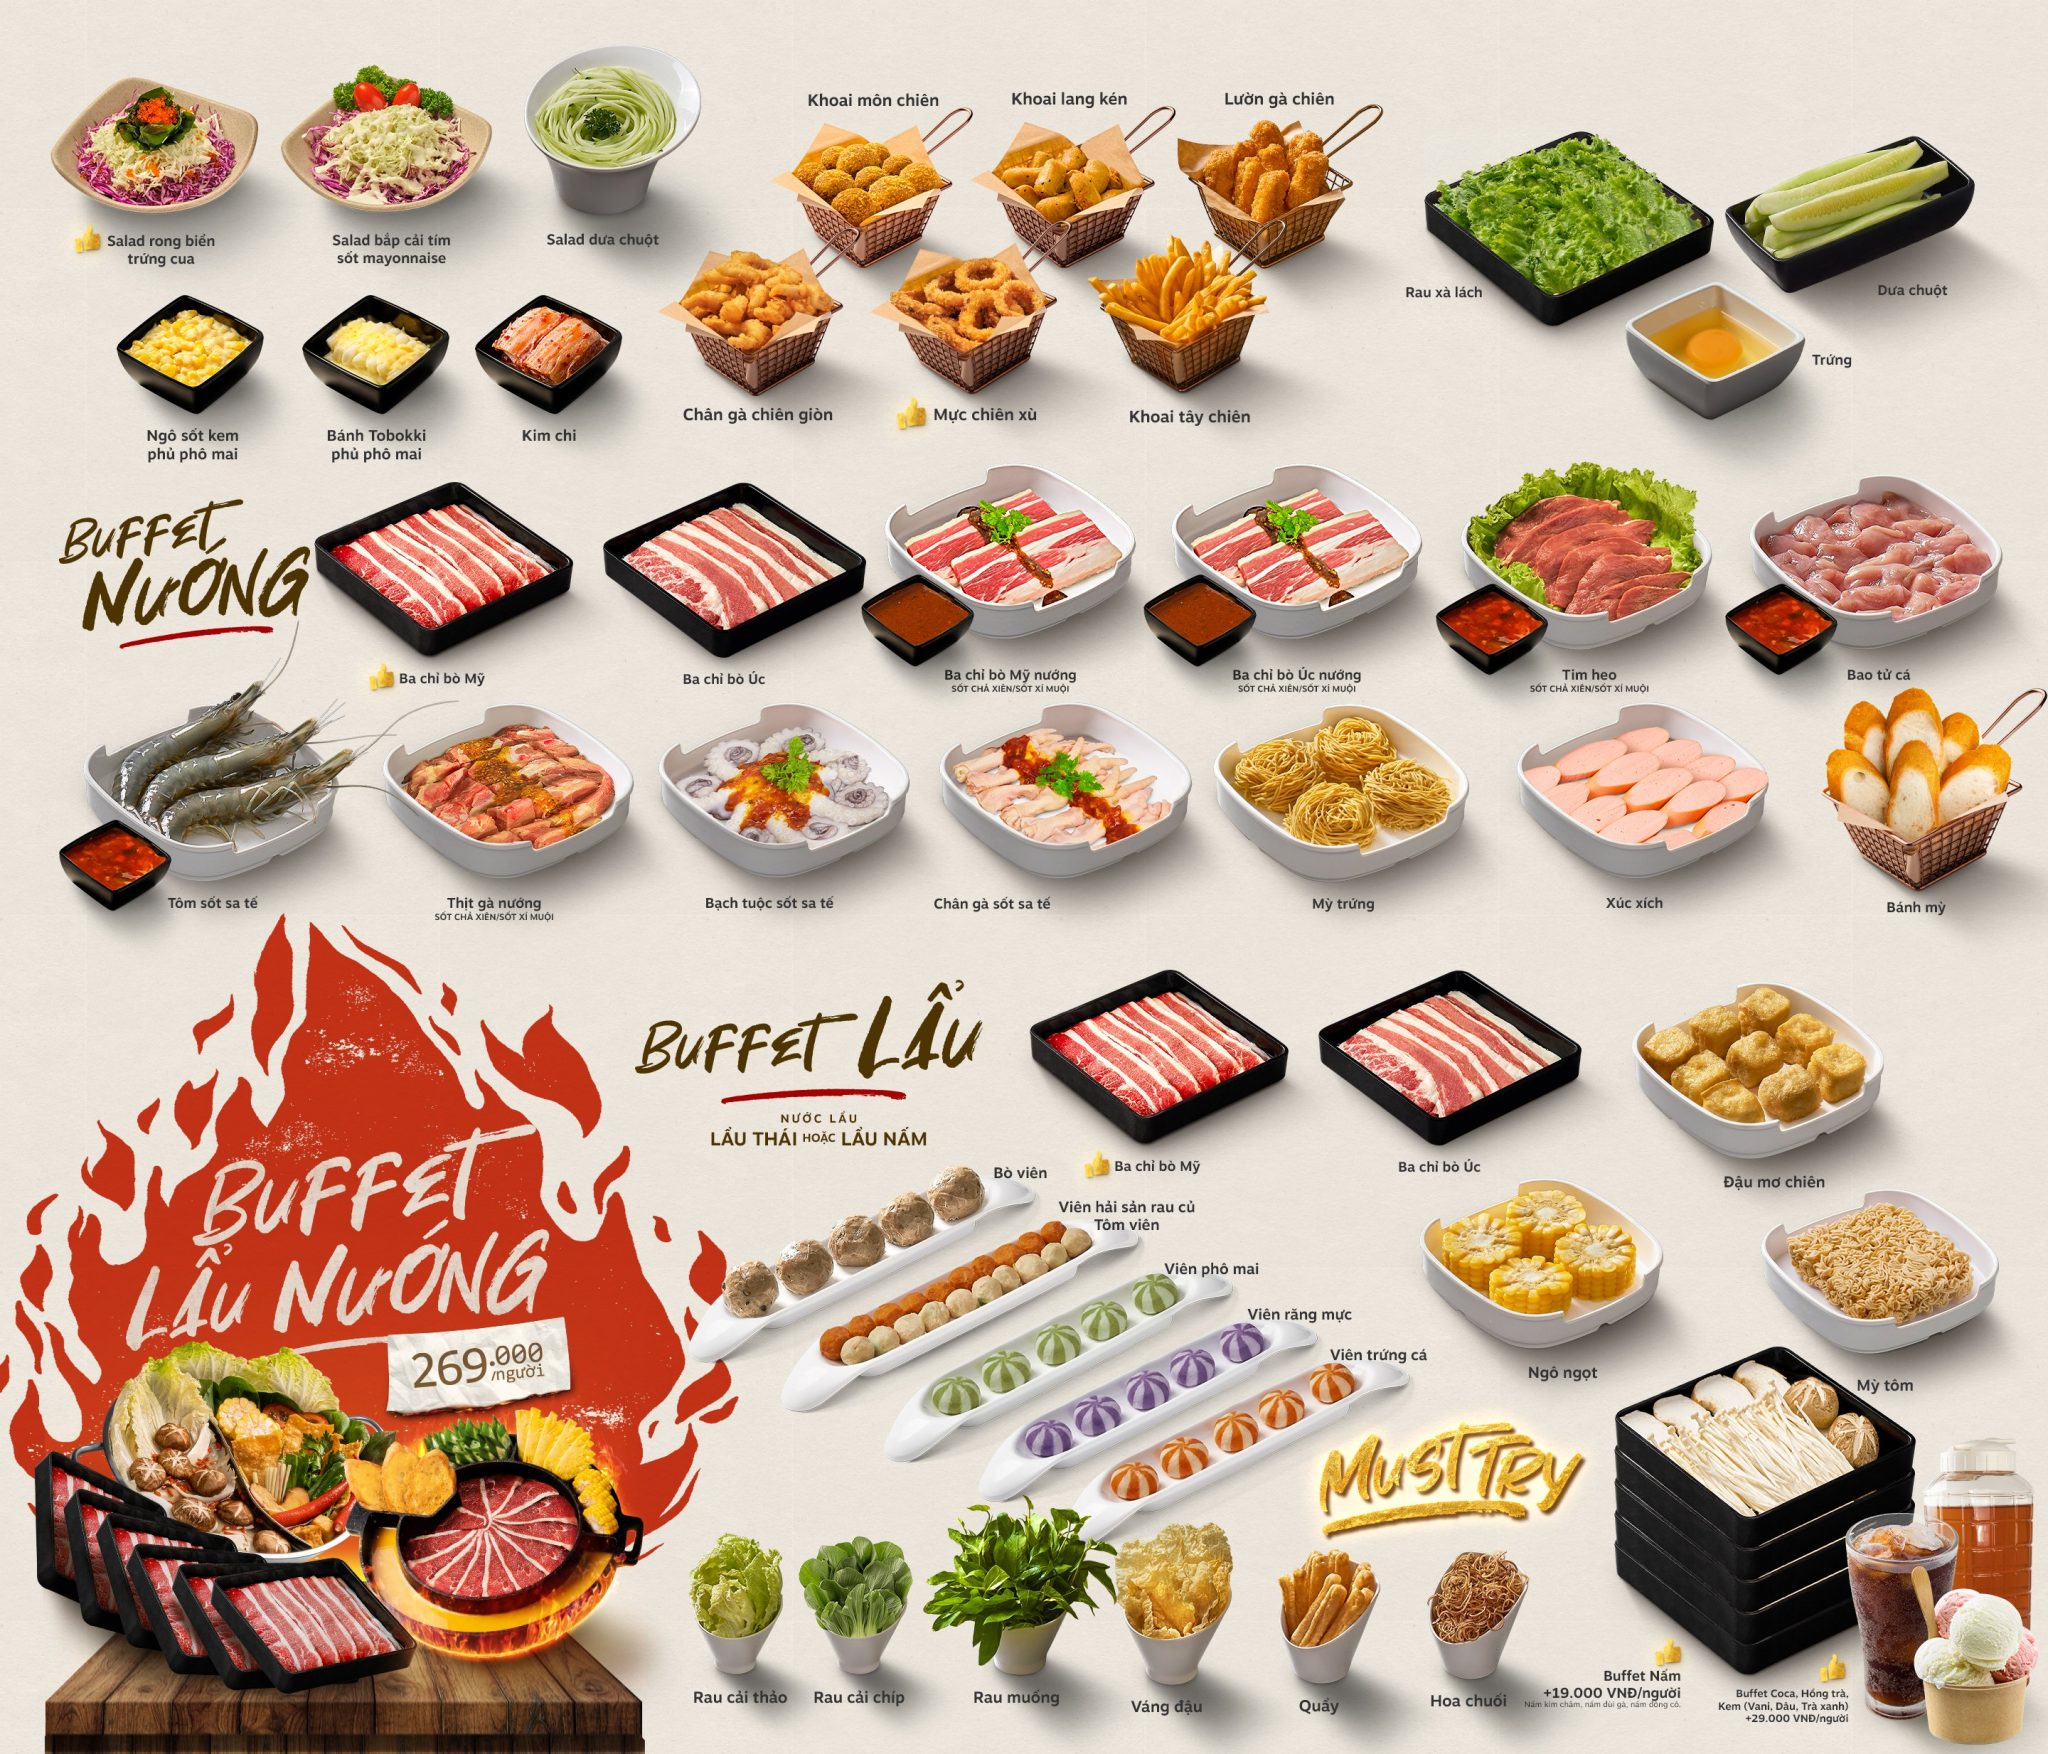 Salad rong biển
trứng cua
Salad bắp cải tím
sốt mayonnaise
Salad dưa chuột
Khoai môn chiên
Khoai lang kén
Lườn gà chiên
Rau xà lách
Dưa chuột
Trứng
Ngô sốt kem
phủ phô mai
Bánh Tobokki
phủ phô mai
Kim chi
Chân gà chiên giòn
Mực chiên xù
Khoai tây chiên
BUFFET
NƯỚNG
Ba chỉ bò Mỹ
Ba chỉ bò Úc
Ba chỉ bò Mỹ nướng
SỐT CHẢ XIÊN/SỐT XÍ MUỘI
Ba chỉ bò Úc nướng
SỐT CHẢ XIÊN/SỐT XÍ MUỘI
Tim heo
SỐT CHẢ XIÊN/SỐT XÍ MUỘI
Bao tử cá
Tôm sốt sa tế
Thịt gà nướng
SỐT CHẢ XIÊN/SỐT XÍ MUỘI
Bạch tuộc sốt sa tế
Chân gà sốt sa tế
Mỳ trứng
Xúc xích
Bánh mỳ
BUFFET LẨU
NƯỚC LẨU
LẨU THÁI HOẶC LẨU NẤM
Ba chỉ bò Mỹ
Ba chỉ bò Úc
Đậu mơ chiên
BUFFET
LẨU NƯỚNG
269.000
/người
Bò viên
Viên hải sản rau củ
Tôm viên
Viên phô mai
Viên răng mực
Viên trứng cá
Ngô ngọt
Mỳ tôm
MUST TRY
Rau cải thảo
Rau cải chíp
Rau muống
Váng đậu
Quẩy
Hoa chuối
Buffet Nấm
+19.000 VNĐ/người
Nấm kim châm, nấm đùi gà, nấm đông cô.
Buffet Coca, Hồng trà,
Kem (Vani, Dâu, Trà xanh)
+29.000 VNĐ/người